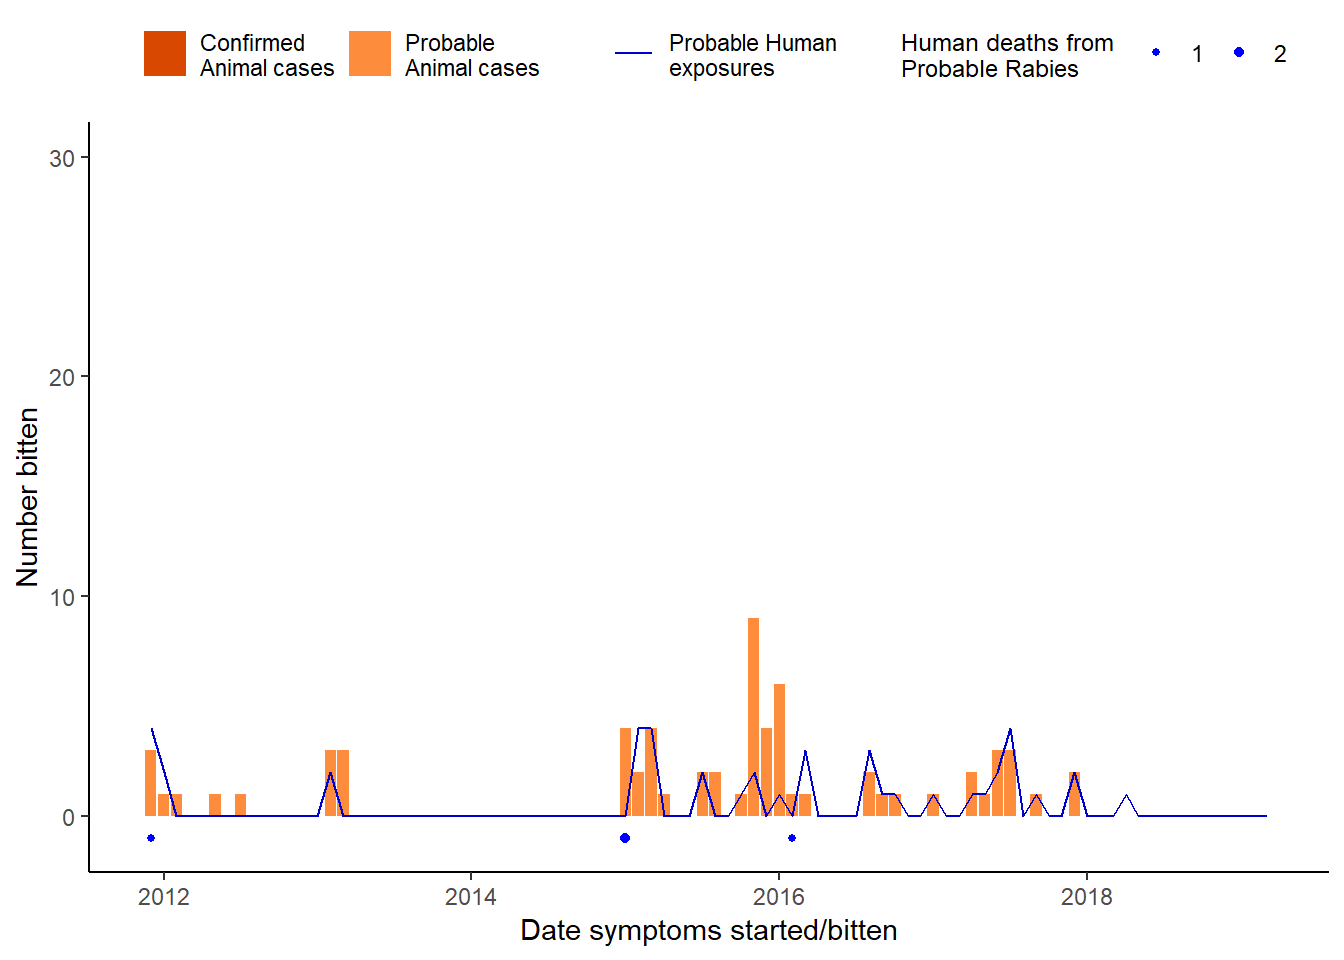 Confirmed
Animal cases
Probable
Animal cases
Probable Human
exposures
Human deaths from
Probable Rabies
1
2
30
20
10
0
Number bitten
2012
2014
2016
2018
Date symptoms started/bitten